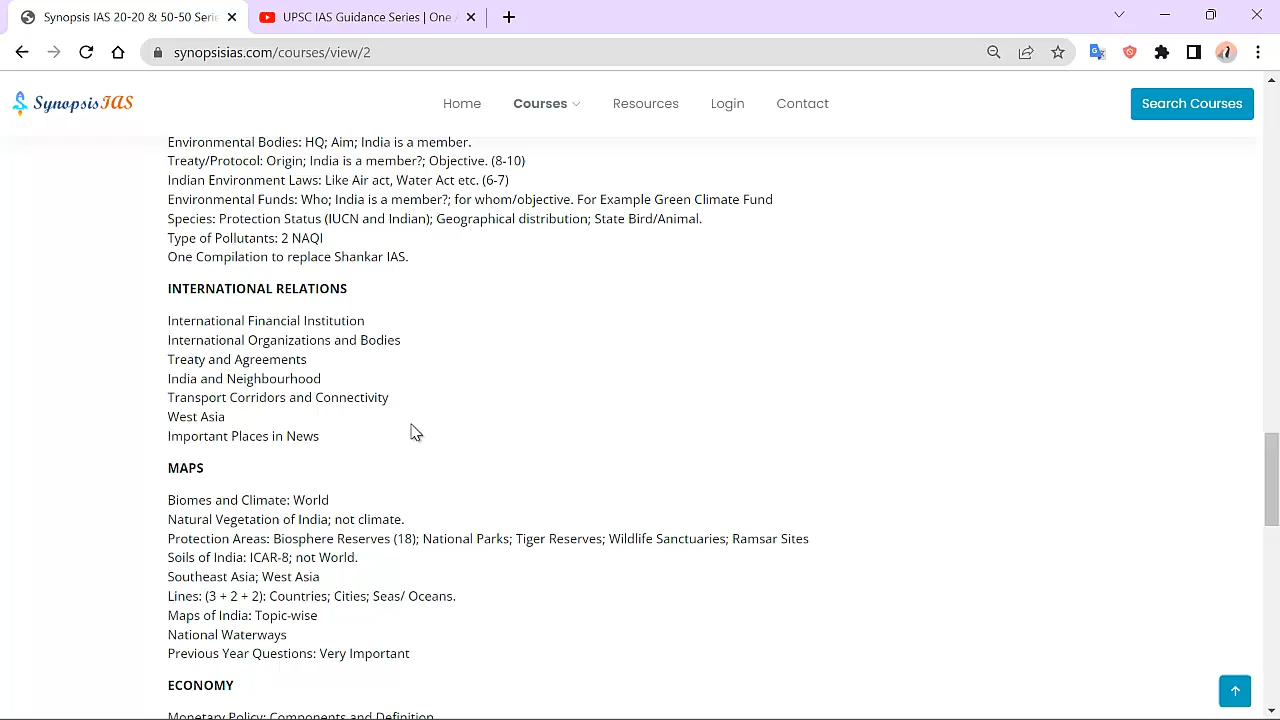 Synopsis IAS 20-20 & 50-50 Serie
UPSC IAS Guidance Series | One
synopsisias.com/courses/view/2
SynopsisIAS
Home
Courses
Resources
Login
Contact
Search Courses
Environmental Bodies: HQ; Aim; India is a member.
Treaty/Protocol: Origin; India is a member?; Objective. (8-10)
Indian Environment Laws: Like Air act, Water Act etc. (6-7)
Environmental Funds: Who; India is a member?; for whom/objective. For Example Green Climate Fund
Species: Protection Status (IUCN and Indian); Geographical distribution; State Bird/Animal.
Type of Pollutants: 2 NAQI
One Compilation to replace Shankar IAS.
INTERNATIONAL RELATIONS
International Financial Institution
International Organizations and Bodies
Treaty and Agreements
India and Neighbourhood
Transport Corridors and Connectivity
West Asia
Important Places in News
MAPS
Biomes and Climate: World
Natural Vegetation of India; not climate.
Protection Areas: Biosphere Reserves (18); National Parks; Tiger Reserves; Wildlife Sanctuaries; Ramsar Sites
Soils of India: ICAR-8; not World.
Southeast Asia; West Asia
Lines: (3 + 2 + 2): Countries; Cities; Seas/ Oceans.
Maps of India: Topic-wise
National Waterways
Previous Year Questions: Very Important
ECONOMY
Monetary Policy: Components and Definition